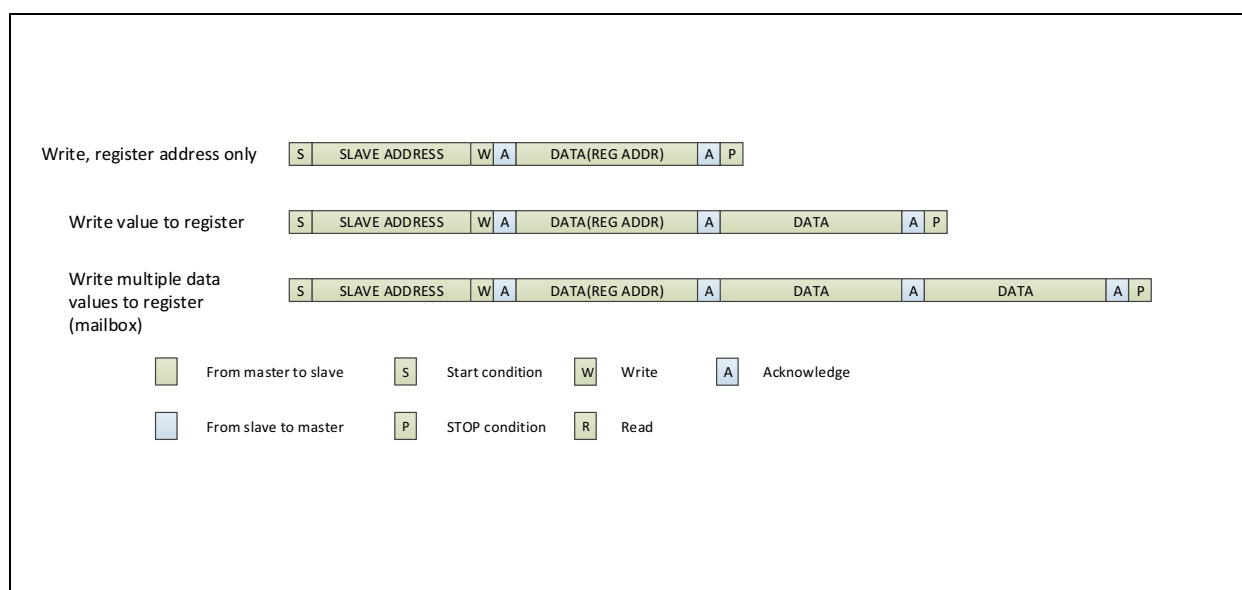 Write, register address only S SLAVE ADDRESS W A DATA(REG ADDR) A P
Write value to register S SLAVE ADDRESS W A DATA(REG ADDR) A DATA A P
Write multiple data
values to register
(mailbox)
S SLAVE ADDRESS W A DATA(REG ADDR) A DATA A DATA A P
From master to slave S Start condition W Write A Acknowledge
From slave to master P STOP condition R Read